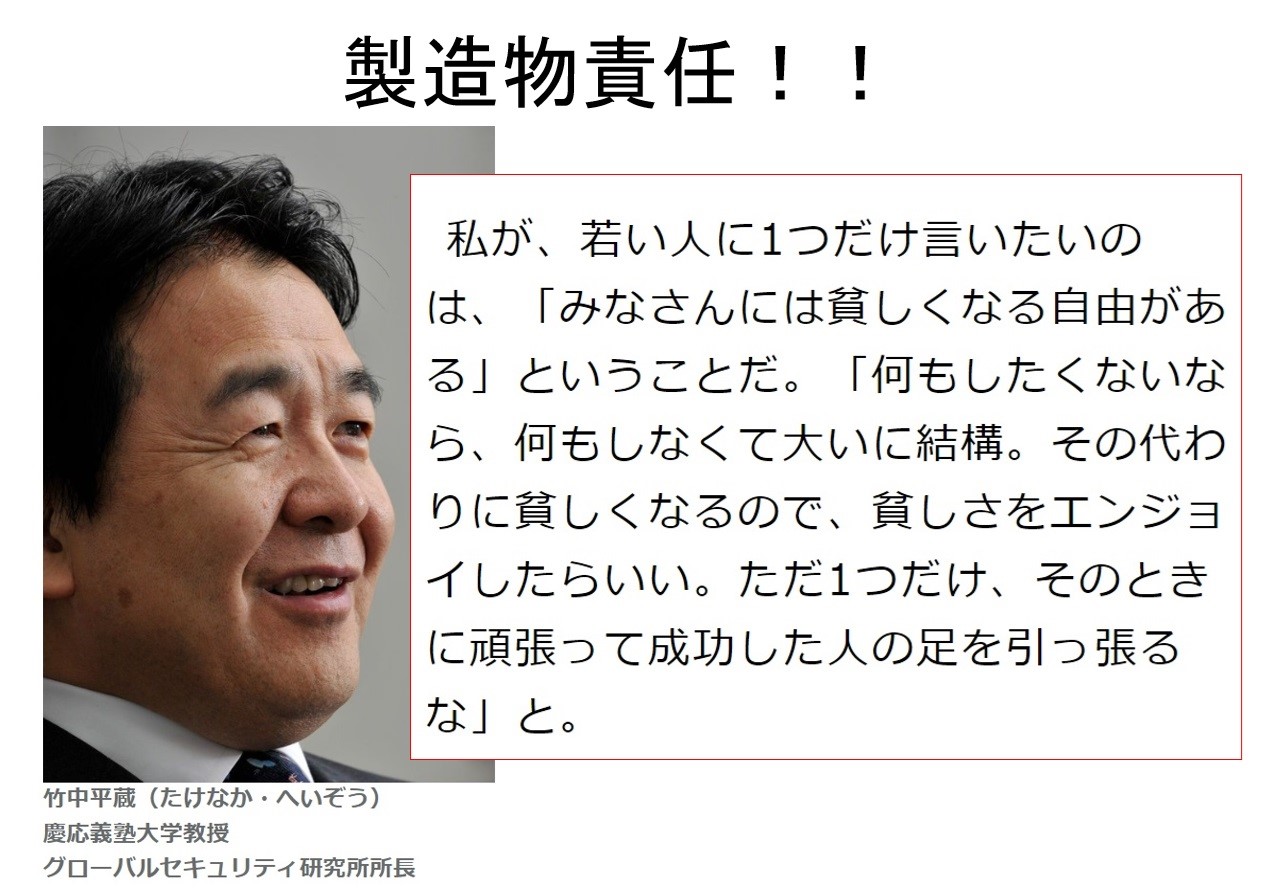 製造物責任！！
私が、若い人に1つだけ言いたいの
は、「みなさんには貧しくなる自由があ
る」ということだ。「何もしたくないな
ら、何もしなくて大いに結構。その代わ
りに貧しくなるので、貧しさをエンジョ
イしたらいい。ただ1つだけ、そのとき
に頑張って成功した人の足を引っ張る
な」と。
竹中平蔵（たけなか・へいぞう）
慶応義塾大学教授
グローバルセキュリティ研究所所長